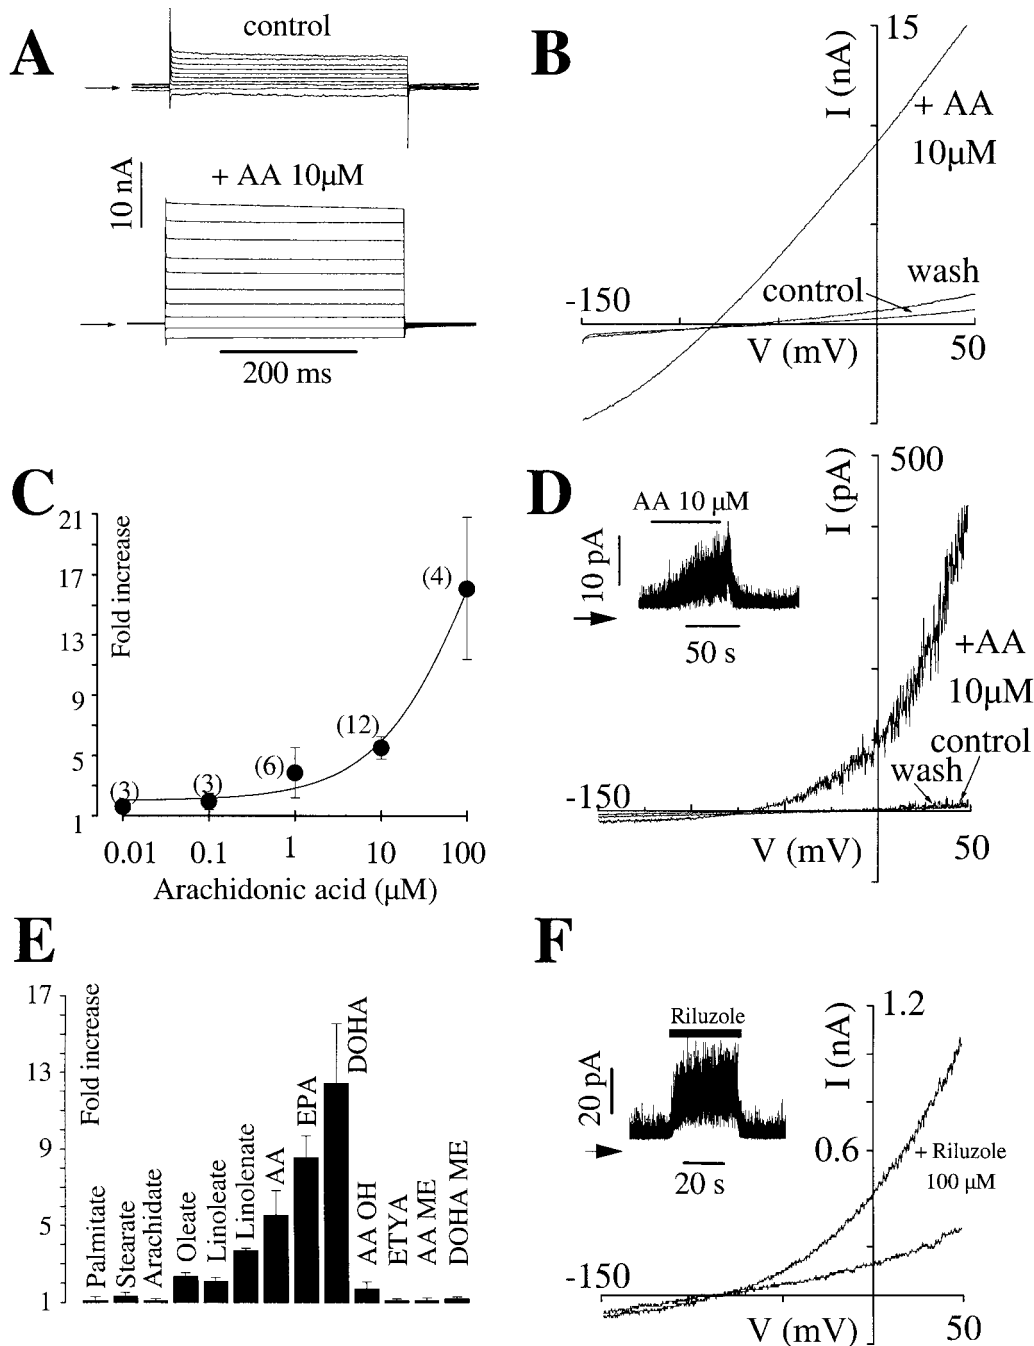 A
control
10 nA
+ AA 10μM
200 ms
B
I (nA)
15
+ AA
10μM
wash
control
-150
V (mV)
50
C
Fold increase
21
17
13
9
5
1
(3)
(3)
(6)
(12)
(4)
0.01
0.1
1
10
100
Arachidonic acid (μM)
D
AA 10 μM
10 pA
50 s
I (pA)
500
+AA
10μM
control
wash
-150
V (mV)
50
E
Fold increase
17
13
9
5
1
Palmitate
Stearate
Arachidate
Oleate
Linoleate
Linolenate
AA
EPA
DOHA
AA OH
ETYA
AA ME
DOHA ME
F
Riluzole
20 pA
20 s
I (nA)
1.2
0.6
+ Riluzole
100 μM
-150
V (mV)
50